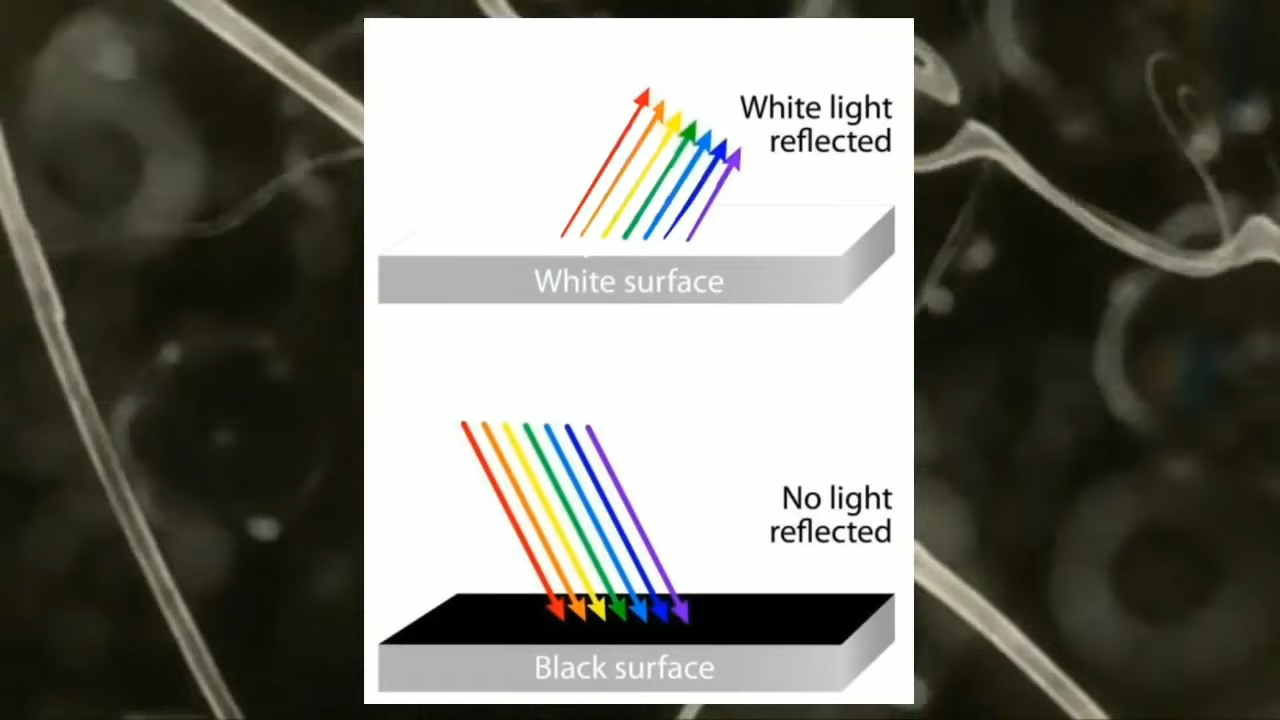 White light
reflected
White surface
No light
reflected
Black surface